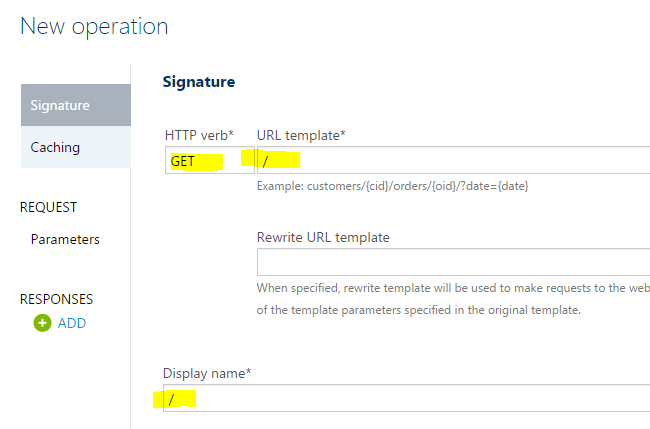 New operation
Signature
Signature
HTTP verb*
URL template*
GET
/
Caching
Example: customers/{cid}/orders/{oid}/?date={date}
REQUEST
Parameters
Rewrite URL template
When specified, rewrite template will be used to make requests to the web
of the template parameters specified in the original template.
RESPONSES
ADD
Display name*
/